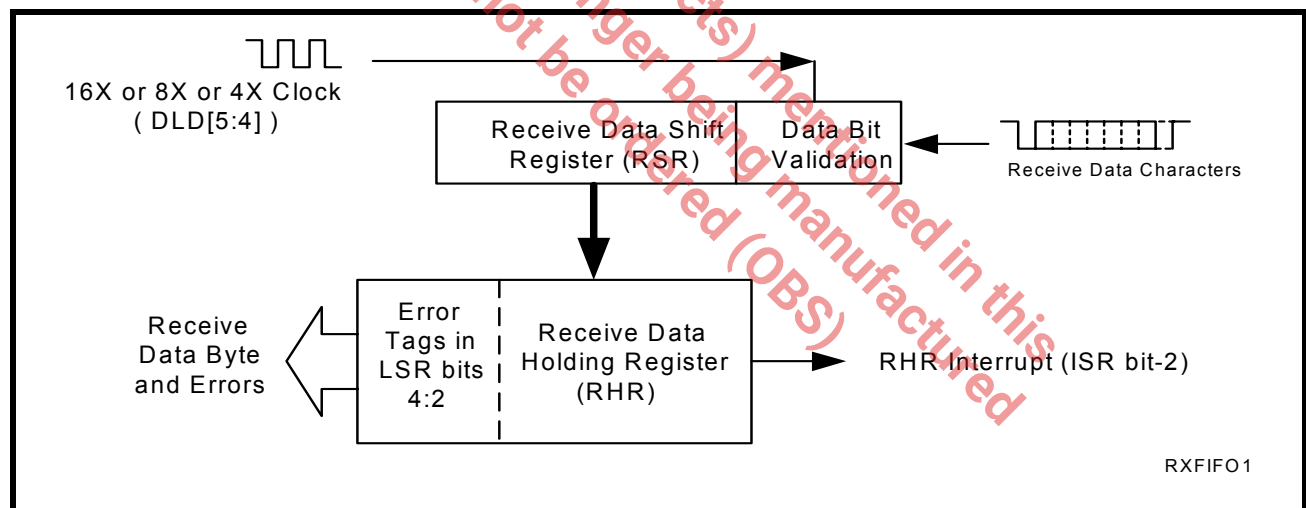 16X or 8X or 4X Clock
( DLD[5:4] )
Receive Data Shift
Register (RSR)
Data Bit
Validation
Receive Data Characters
Receive
Data Byte
and Errors
Error
Tags in
LSR bits
4:2
Receive Data
Holding Register
(RHR)
RHR Interrupt (ISR bit-2)
RXFIFO1
ets) mentioned in this
nger being manufactured
not be ordered (OBS)